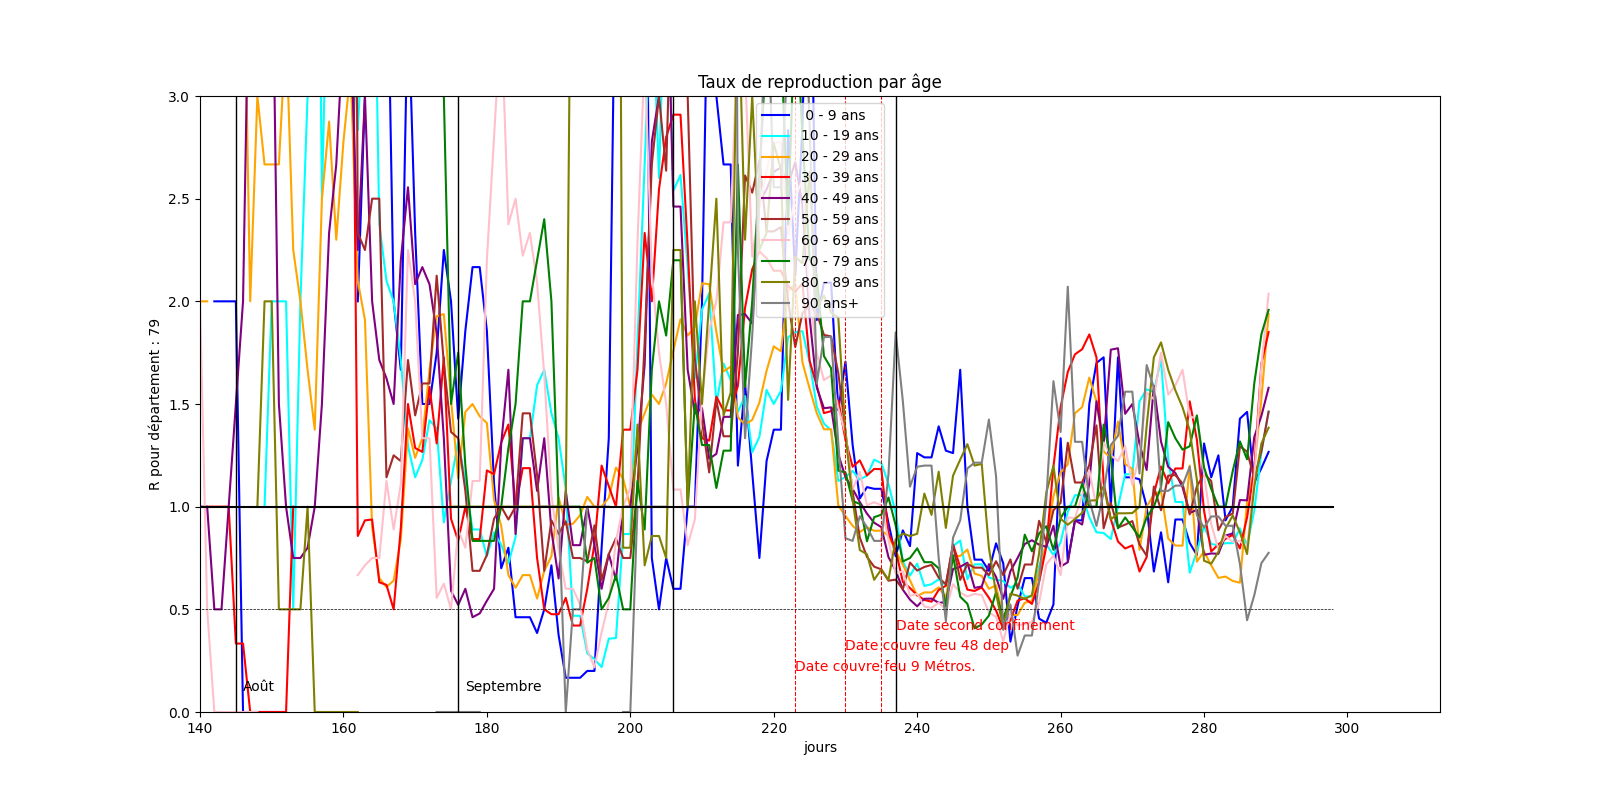 Taux de reproduction par âge
R pour département : 79
3.0
2.5
2.0
1.5
1.0
0.5
0.0
0 - 9 ans
10 - 19 ans
20 - 29 ans
30 - 39 ans
40 - 49 ans
50 - 59 ans
60 - 69 ans
70 - 79 ans
80 - 89 ans
90 ans+
Date second confinement
Date couvre feu 48 dep
Date couvre feu 9 Métros.
Août
Septembre
140 160 180 200 220 240 260 280 300
jours